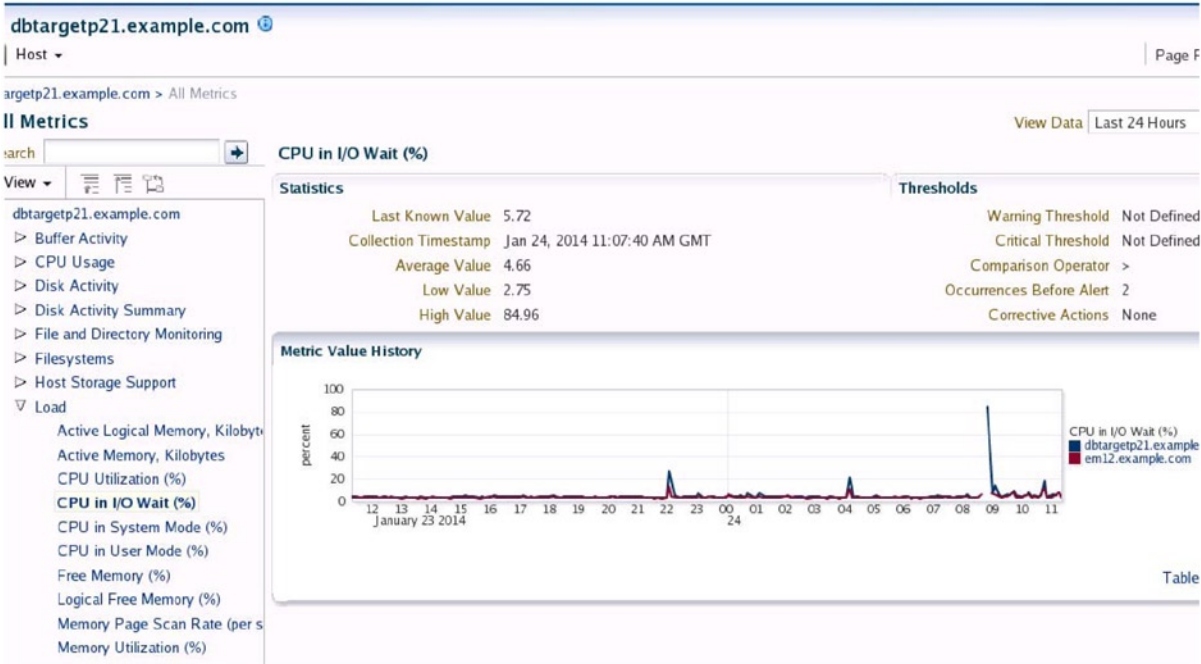 dbtargetp21.example.com
Host
Page F
argetp21.example.com > All Metrics
ll Metrics
View Data Last 24 Hours
earch
View
dbtargetp21.example.com
Buffer Activity
CPU Usage
Disk Activity
Disk Activity Summary
File and Directory Monitoring
Filesystems
Host Storage Support
Load
Active Logical Memory, Kilobyt
Active Memory, Kilobytes
CPU Utilization (%)
CPU in I/O Wait (%)
CPU in System Mode (%)
CPU in User Mode (%)
Free Memory (%)
Logical Free Memory (%)
Memory Page Scan Rate (per s
Memory Utilization (%)
CPU in I/O Wait (%)
Statistics
Last Known Value 5.72
Collection Timestamp Jan 24, 2014 11:07:40 AM GMT
Average Value 4.66
Low Value 2.75
High Value 84.96
Thresholds
Warning Threshold Not Defined
Critical Threshold Not Defined
Comparison Operator >
Occurrences Before Alert 2
Corrective Actions None
Metric Value History
100
80
60
40
20
0
percent
12 13 14 15 16 17 18 19 20 21 22 23 00 01 02 03 04 05 06 07 08 09 10 11
January 23 2014 24
CPU in I/O Wait (%)
dbtargetp21.example
em12.example.com
Table